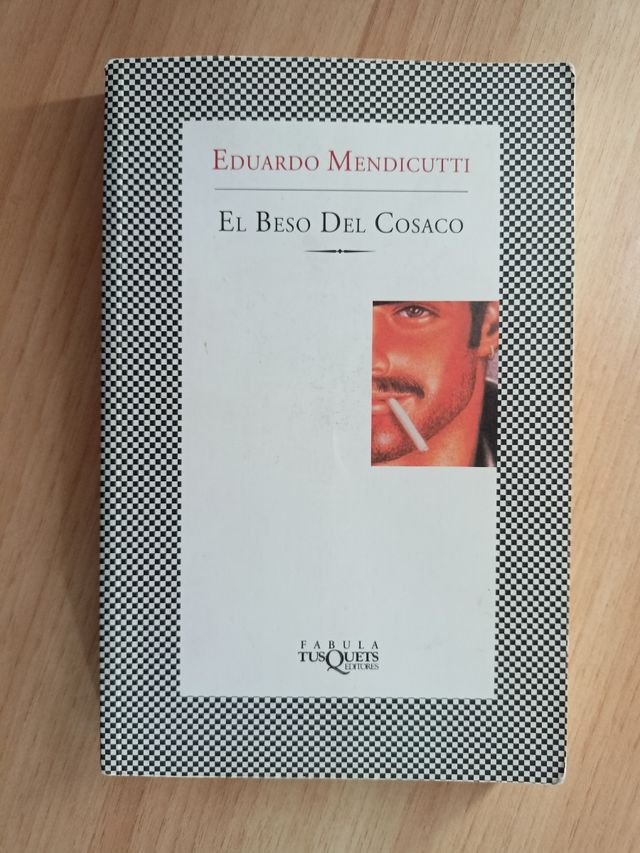 EDUARDO MENDICUTTI
EL BESO DEL COSACO
FABULA
TUSQUETS
EDITORES